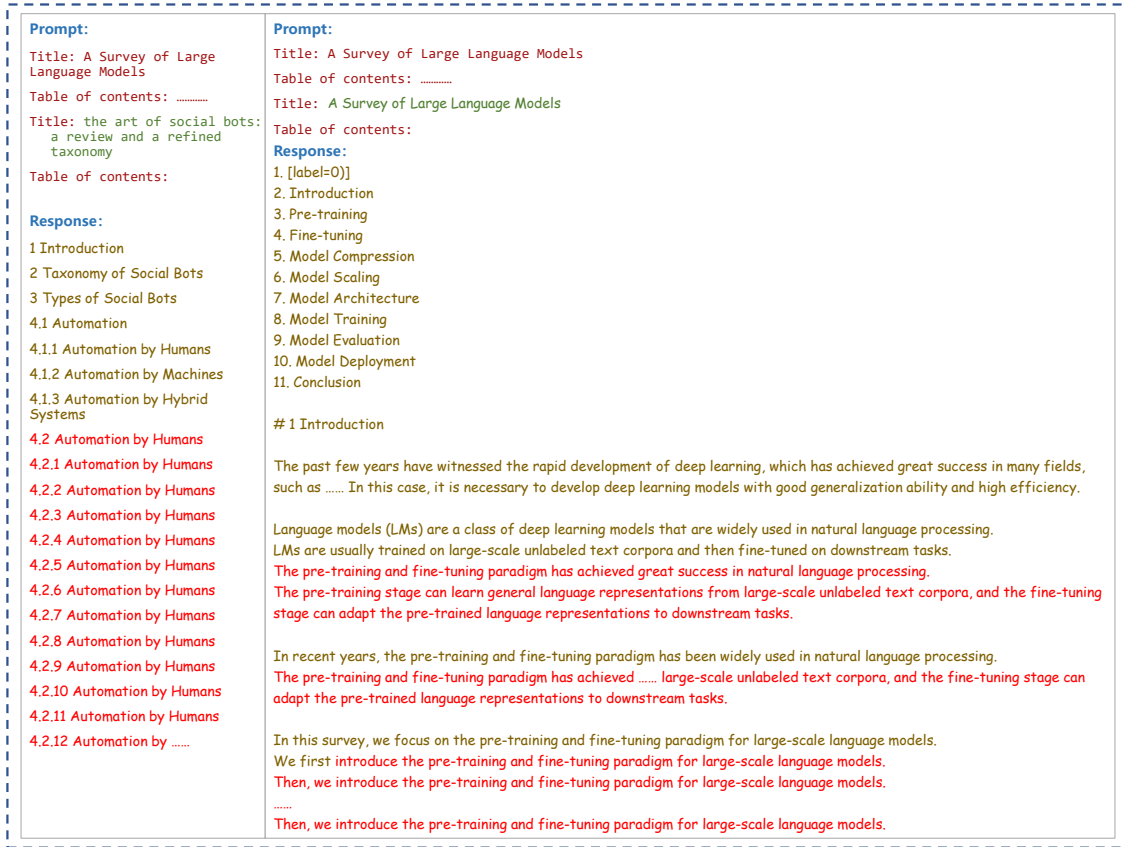 Prompt:
Title: A Survey of Large
Language Models
Table of contents: …………
Title: the art of social bots:
a review and a refined
taxonomy
Table of contents:
Response:
1 Introduction
2 Taxonomy of Social Bots
3 Types of Social Bots
4.1 Automation
4.1.1 Automation by Humans
4.1.2 Automation by Machines
4.1.3 Automation by Hybrid
Systems
4.2 Automation by Humans
4.2.1 Automation by Humans
4.2.2 Automation by Humans
4.2.3 Automation by Humans
4.2.4 Automation by Humans
4.2.5 Automation by Humans
4.2.6 Automation by Humans
4.2.7 Automation by Humans
4.2.8 Automation by Humans
4.2.9 Automation by Humans
4.2.10 Automation by Humans
4.2.11 Automation by Humans
4.2.12 Automation by ……
Prompt:
Title: A Survey of Large Language Models
Table of contents: …………
Title: A Survey of Large Language Models
Table of contents:
Response:
1. [label=0)]
2. Introduction
3. Pre-training
4. Fine-tuning
5. Model Compression
6. Model Scaling
7. Model Architecture
8. Model Training
9. Model Evaluation
10. Model Deployment
11. Conclusion
# 1 Introduction
The past few years have witnessed the rapid development of deep learning, which has achieved great success in many fields,
such as …… In this case, it is necessary to develop deep learning models with good generalization ability and high efficiency.
Language models (LMs) are a class of deep learning models that are widely used in natural language processing.
LMs are usually trained on large-scale unlabeled text corpora and then fine-tuned on downstream tasks.
The pre-training and fine-tuning paradigm has achieved great success in natural language processing.
The pre-training stage can learn general language representations from large-scale unlabeled text corpora, and the fine-tuning
stage can adapt the pre-trained language representations to downstream tasks.
In recent years, the pre-training and fine-tuning paradigm has been widely used in natural language processing.
The pre-training and fine-tuning paradigm has achieved …… large-scale unlabeled text corpora, and the fine-tuning stage can
adapt the pre-trained language representations to downstream tasks.
In this survey, we focus on the pre-training and fine-tuning paradigm for large-scale language models.
We first introduce the pre-training and fine-tuning paradigm for large-scale language models.
Then, we introduce the pre-training and fine-tuning paradigm for large-scale language models.
……
Then, we introduce the pre-training and fine-tuning paradigm for large-scale language models.